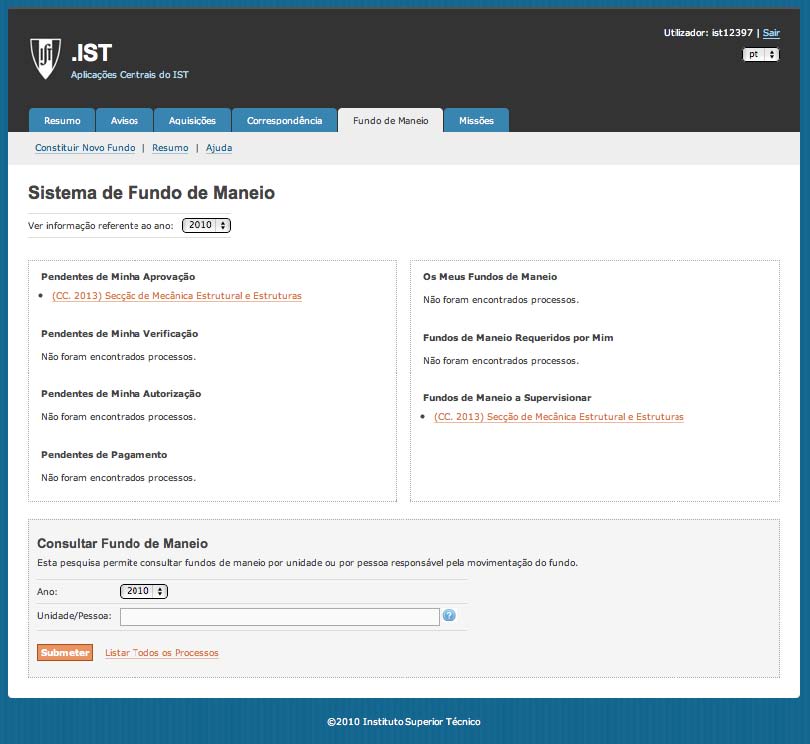 Utilizador: ist12397 | Sair
.IST
pt
Aplicações Centrais do IST
Resumo Avisos Aquisições Correspondência Fundo de Maneio Missões
Constituir Novo Fundo | Resumo | Ajuda
Sistema de Fundo de Maneio
Ver informação referente ao ano: 2010
Pendentes de Minha Aprovação
(CC. 2013) Secção de Mecânica Estrutural e Estruturas
Pendentes de Minha Verificação
Não foram encontrados processos.
Pendentes de Minha Autorização
Não foram encontrados processos.
Pendentes de Pagamento
Não foram encontrados processos.
Os Meus Fundos de Maneio
Não foram encontrados processos.
Fundos de Maneio Requeridos por Mim
Não foram encontrados processos.
Fundos de Maneio a Supervisionar
(CC. 2013) Secção de Mecânica Estrutural e Estruturas
Consultar Fundo de Maneio
Esta pesquisa permite consultar fundos de maneio por unidade ou por pessoa responsável pela movimentação do fundo.
Ano: 2010
Unidade/Pessoa: ?
Submeter Listar Todos os Processos
©2010 Instituto Superior Técnico